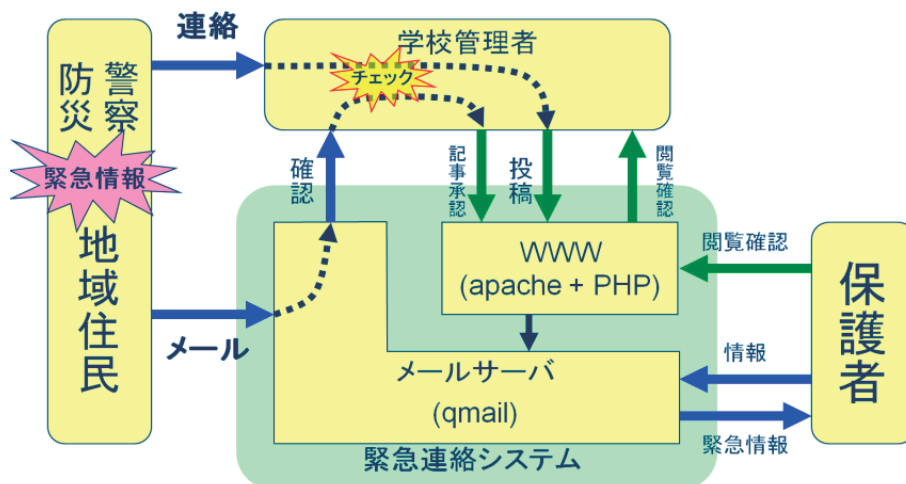 連絡
学校管理者
チェック
警察
防災
緊急情報
地域住民
確認
記事承認
投稿
閲覧確認
WWW
(apache + PHP)
閲覧確認
保護者
メール
メールサーバ
(qmail)
情報
緊急情報
緊急連絡システム